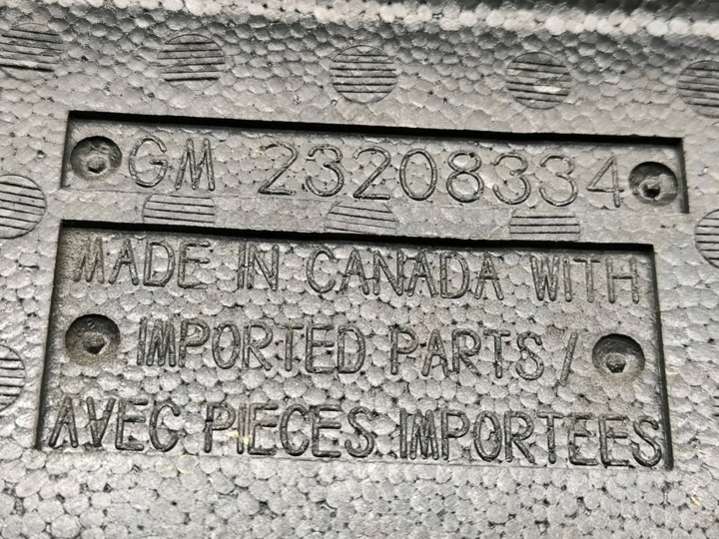 GM 23208334
MADE IN CANADA WITH
IMPORTED PARTS /
AVEC PIECES IMPORTEES